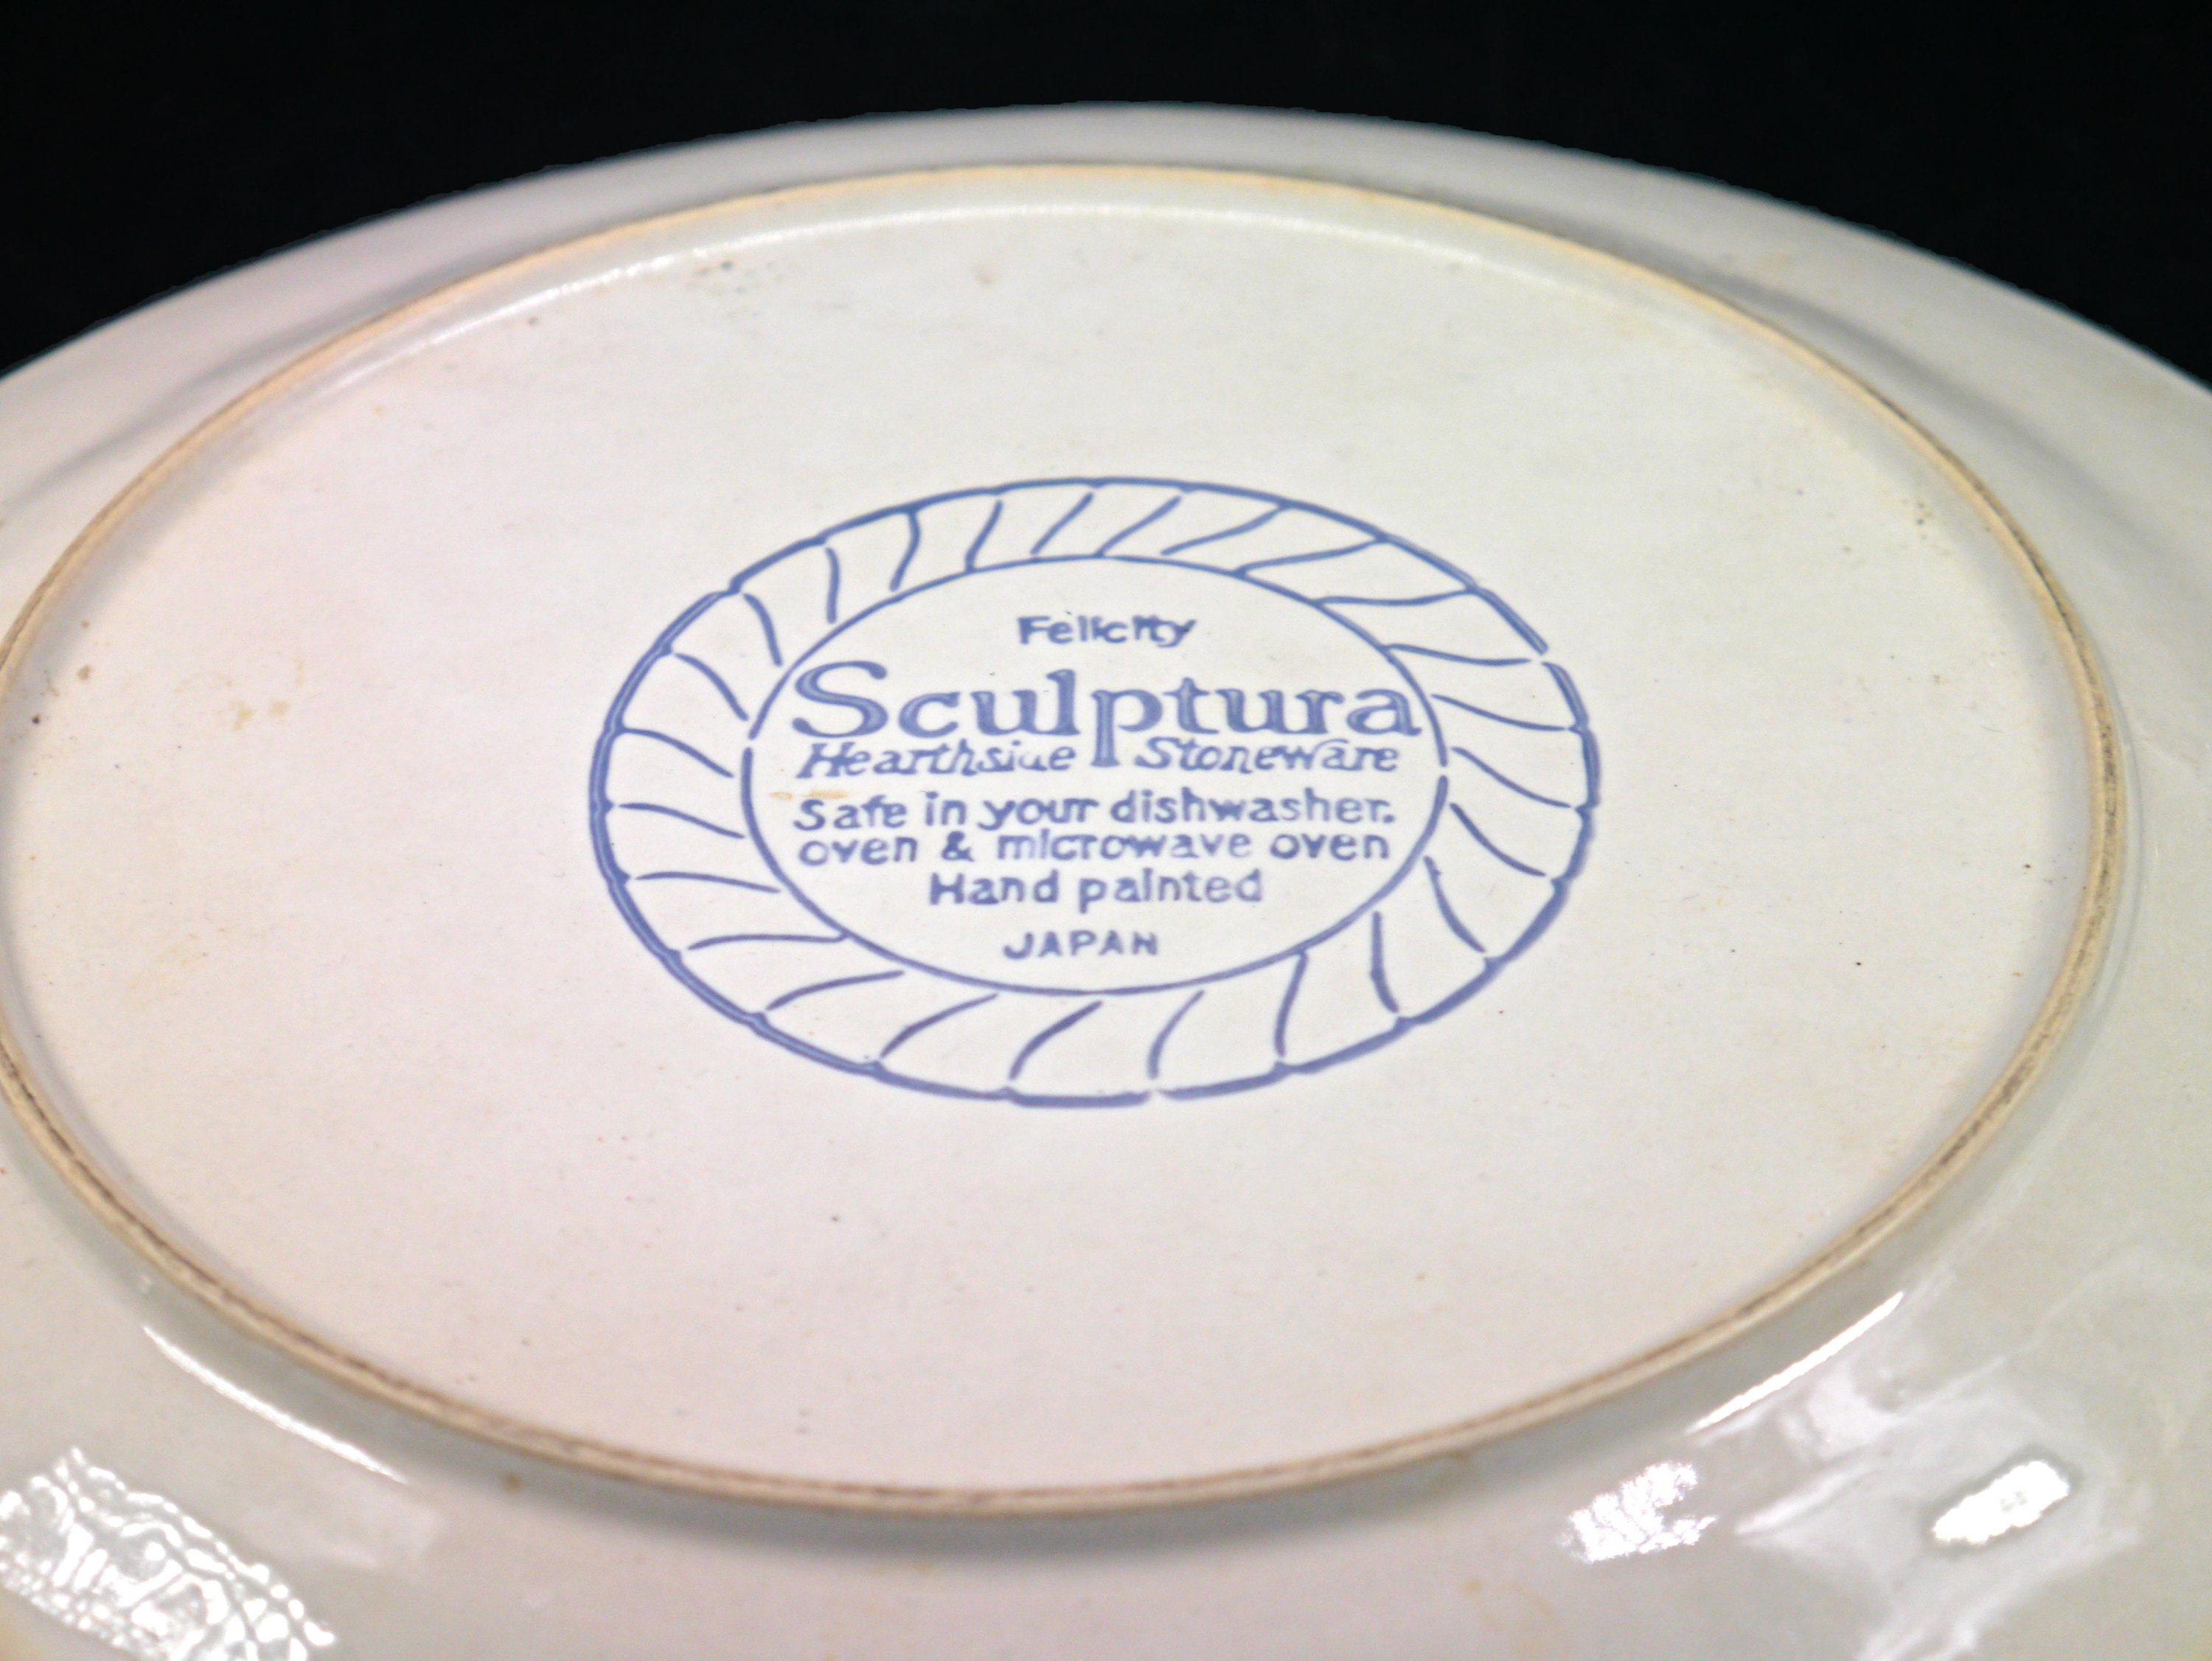 Felicity
Sculptura
Hearthside Stoneware
Safe in your dishwasher.
oven & microwave oven
Hand painted
JAPAN